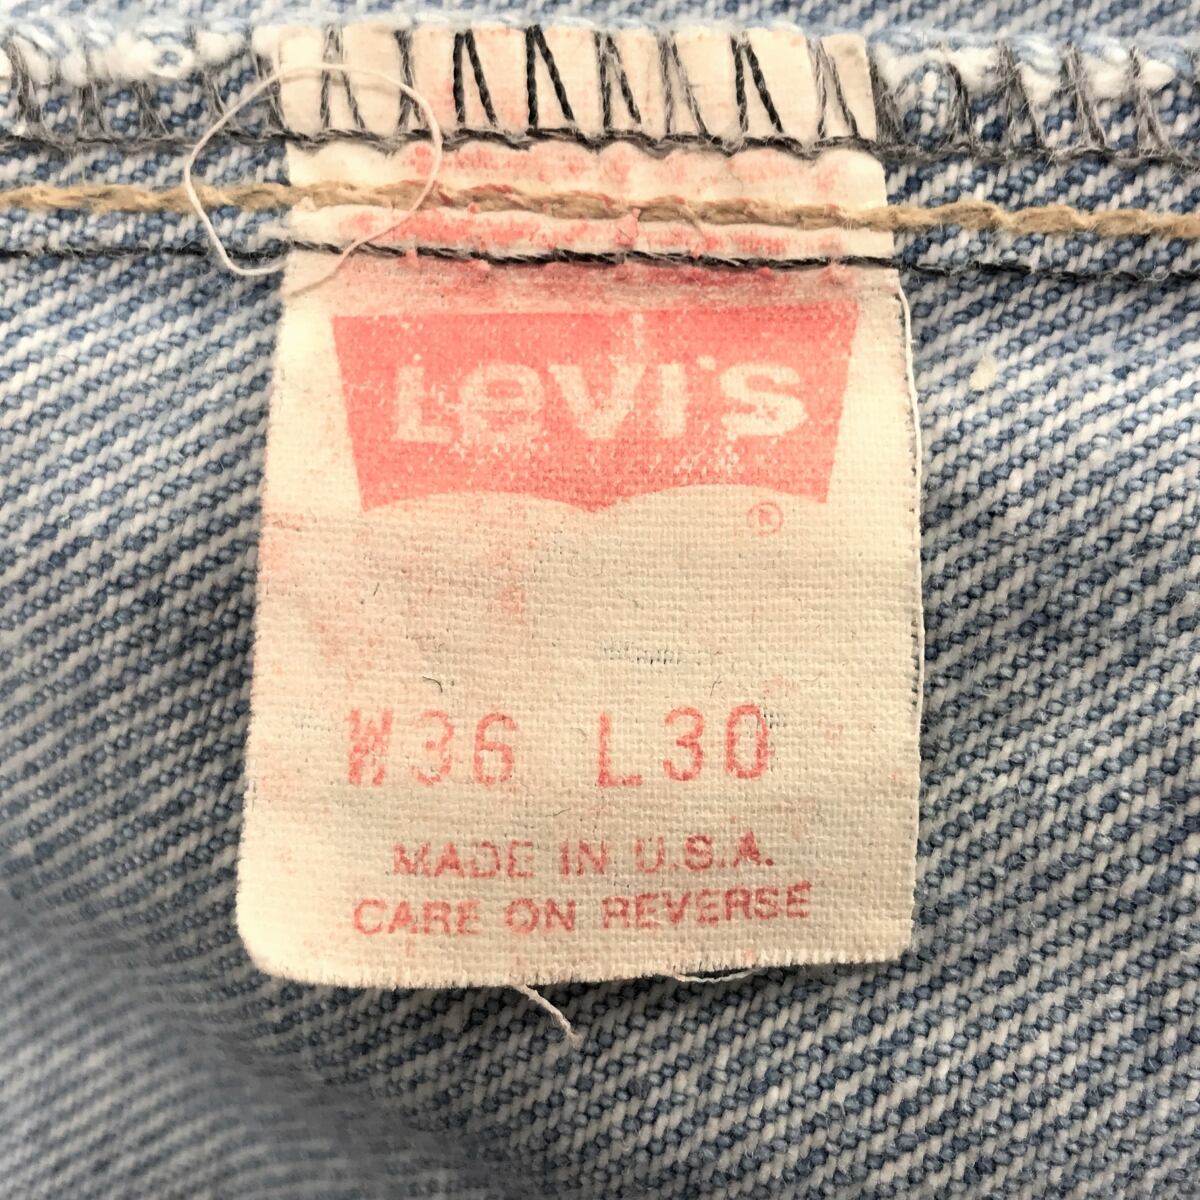 Levi's
®
W36 L30
MADE IN U.S.A.
CARE ON REVERSE